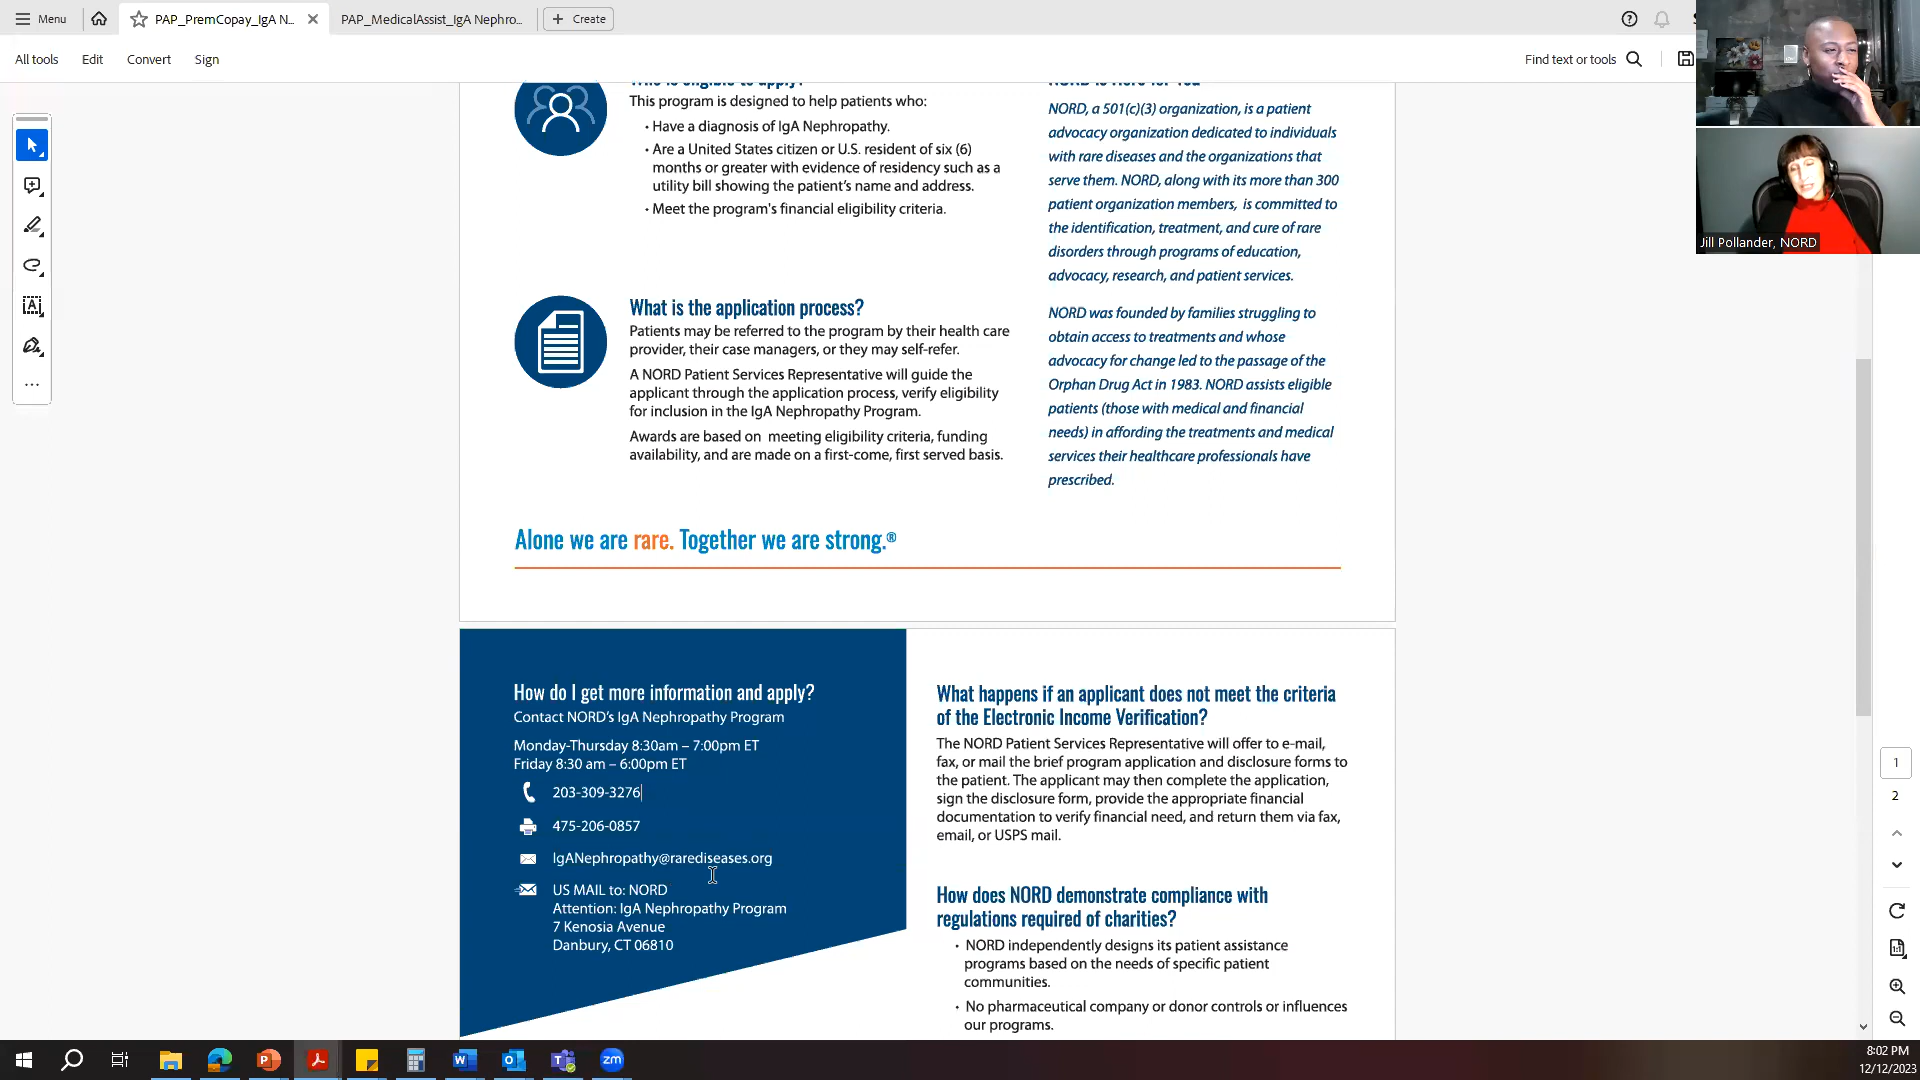 Menu
PAP_PremCopay_IgA N...
PAP_MedicalAssist_IgA Nephro...
Create
All tools
Edit
Convert
Sign
Find text or tools
Who is eligible to apply?
This program is designed to help patients who:
• Have a diagnosis of IgA Nephropathy.
• Are a United States citizen or U.S. resident of six (6)
months or greater with evidence of residency such as a
utility bill showing the patient's name and address.
• Meet the program's financial eligibility criteria.
What is the application process?
Patients may be referred to the program by their health care
provider, their case managers, or they may self-refer.
A NORD Patient Services Representative will guide the
applicant through the application process, verify eligibility
for inclusion in the IgA Nephropathy Program.
Awards are based on meeting eligibility criteria, funding
availability, and are made on a first-come, first served basis.
NORD is Here for You
NORD, a 501(c)(3) organization, is a patient
advocacy organization dedicated to individuals
with rare diseases and the organizations that
serve them. NORD, along with its more than 300
patient organization members, is committed to
the identification, treatment, and cure of rare
disorders through programs of education,
advocacy, research, and patient services.
NORD was founded by families struggling to
obtain access to treatments and whose
advocacy for change led to the passage of the
Orphan Drug Act in 1983. NORD assists eligible
patients (those with medical and financial
needs) in affording the treatments and medical
services their healthcare professionals have
prescribed.
Alone we are rare. Together we are strong.®
How do I get more information and apply?
Contact NORD's IgA Nephropathy Program
Monday-Thursday 8:30am – 7:00pm ET
Friday 8:30 am – 6:00pm ET
203-309-3276
475-206-0857
IgANephropathy@rarediseases.org
US MAIL to: NORD
Attention: IgA Nephropathy Program
7 Kenosia Avenue
Danbury, CT 06810
What happens if an applicant does not meet the criteria
of the Electronic Income Verification?
The NORD Patient Services Representative will offer to e-mail,
fax, or mail the brief program application and disclosure forms to
the patient. The applicant may then complete the application,
sign the disclosure form, provide the appropriate financial
documentation to verify financial need, and return them via fax,
email, or USPS mail.
How does NORD demonstrate compliance with
regulations required of charities?
• NORD independently designs its patient assistance
programs based on the needs of specific patient
communities.
• No pharmaceutical company or donor controls or influences
our programs.
Jill Pollander, NORD
1
2
8:02 PM
12/12/2023